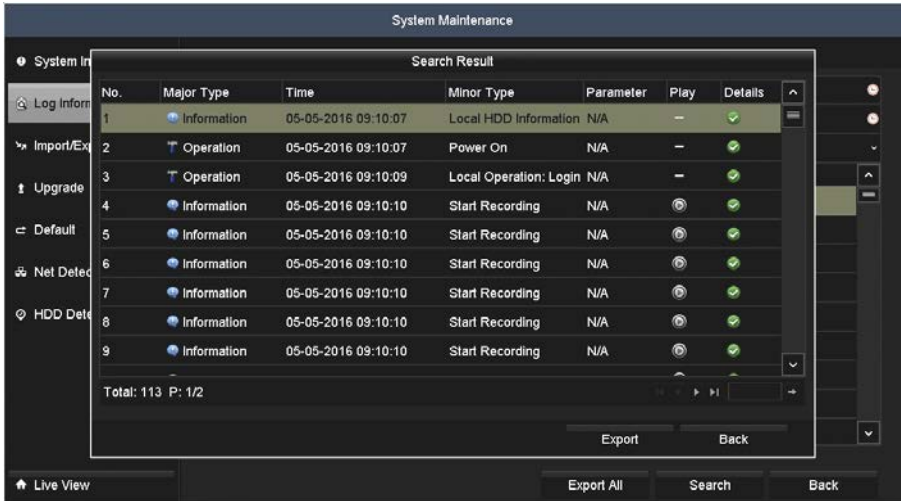 System Maintenance
System In
Log Inform
Import/Exp
Upgrade
Default
Net Detec
HDD Dete
Search Result
No. Major Type Time Minor Type Parameter Play Details
1 Information 05-05-2016 09:10:07 Local HDD Information N/A –
2 Operation 05-05-2016 09:10:07 Power On N/A –
3 Operation 05-05-2016 09:10:09 Local Operation: Login N/A –
4 Information 05-05-2016 09:10:10 Start Recording N/A
5 Information 05-05-2016 09:10:10 Start Recording N/A
6 Information 05-05-2016 09:10:10 Start Recording N/A
7 Information 05-05-2016 09:10:10 Start Recording N/A
8 Information 05-05-2016 09:10:10 Start Recording N/A
9 Information 05-05-2016 09:10:10 Start Recording N/A
Total: 113 P: 1/2
Export Back
Live View
Export All Search Back